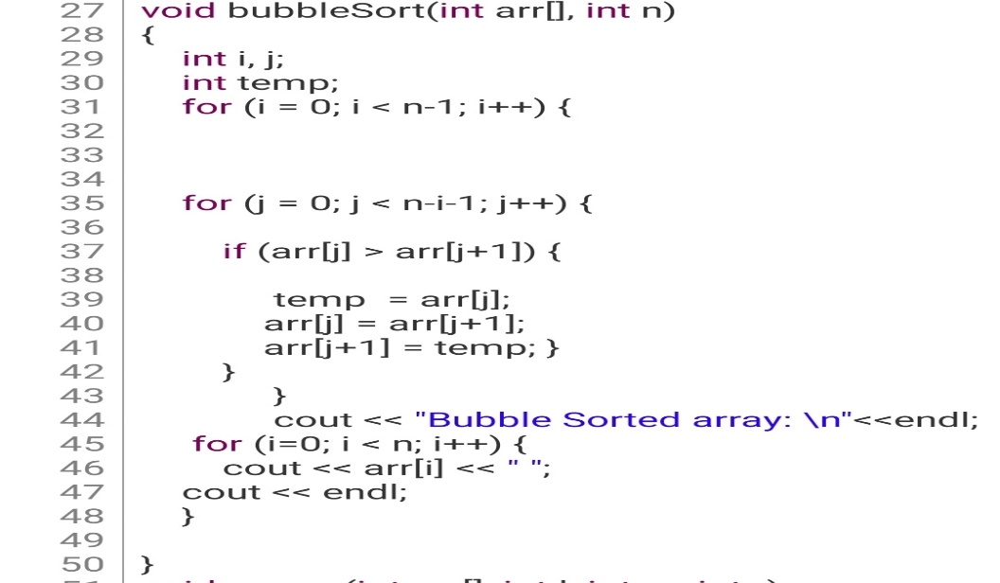 27 void bubbleSort(int arr[], int n)
28 {
29 int i, j;
30 int temp;
31 for (i = 0; i < n-1; i++) {
32
33
34
35 for (j = 0; j < n-i-1; j++) {
36
37 if (arr[j] > arr[j+1]) {
38
39 temp = arr[j];
40 arr[j] = arr[j+1];
41 arr[j+1] = temp; }
42 }
43 }
44 cout << "Bubble Sorted array: \n"<<endl;
45 for (i=0; i < n; i++) {
46 cout << arr[i] << " ";
47 cout << endl;
48 }
49
50 }